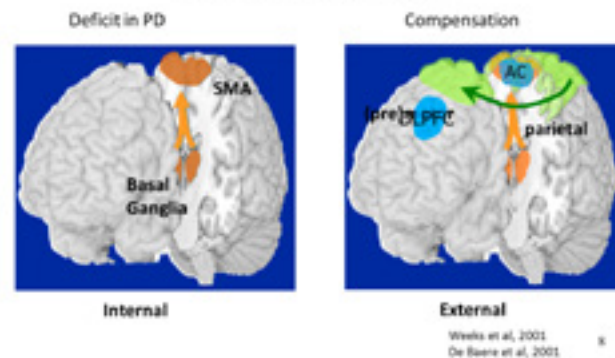 Deficit in PD
Compensation
SMA
Basal
Ganglia
AC
DLPFC
parietal
Internal
External
Weeks et al, 2001
De Baere et al, 2001